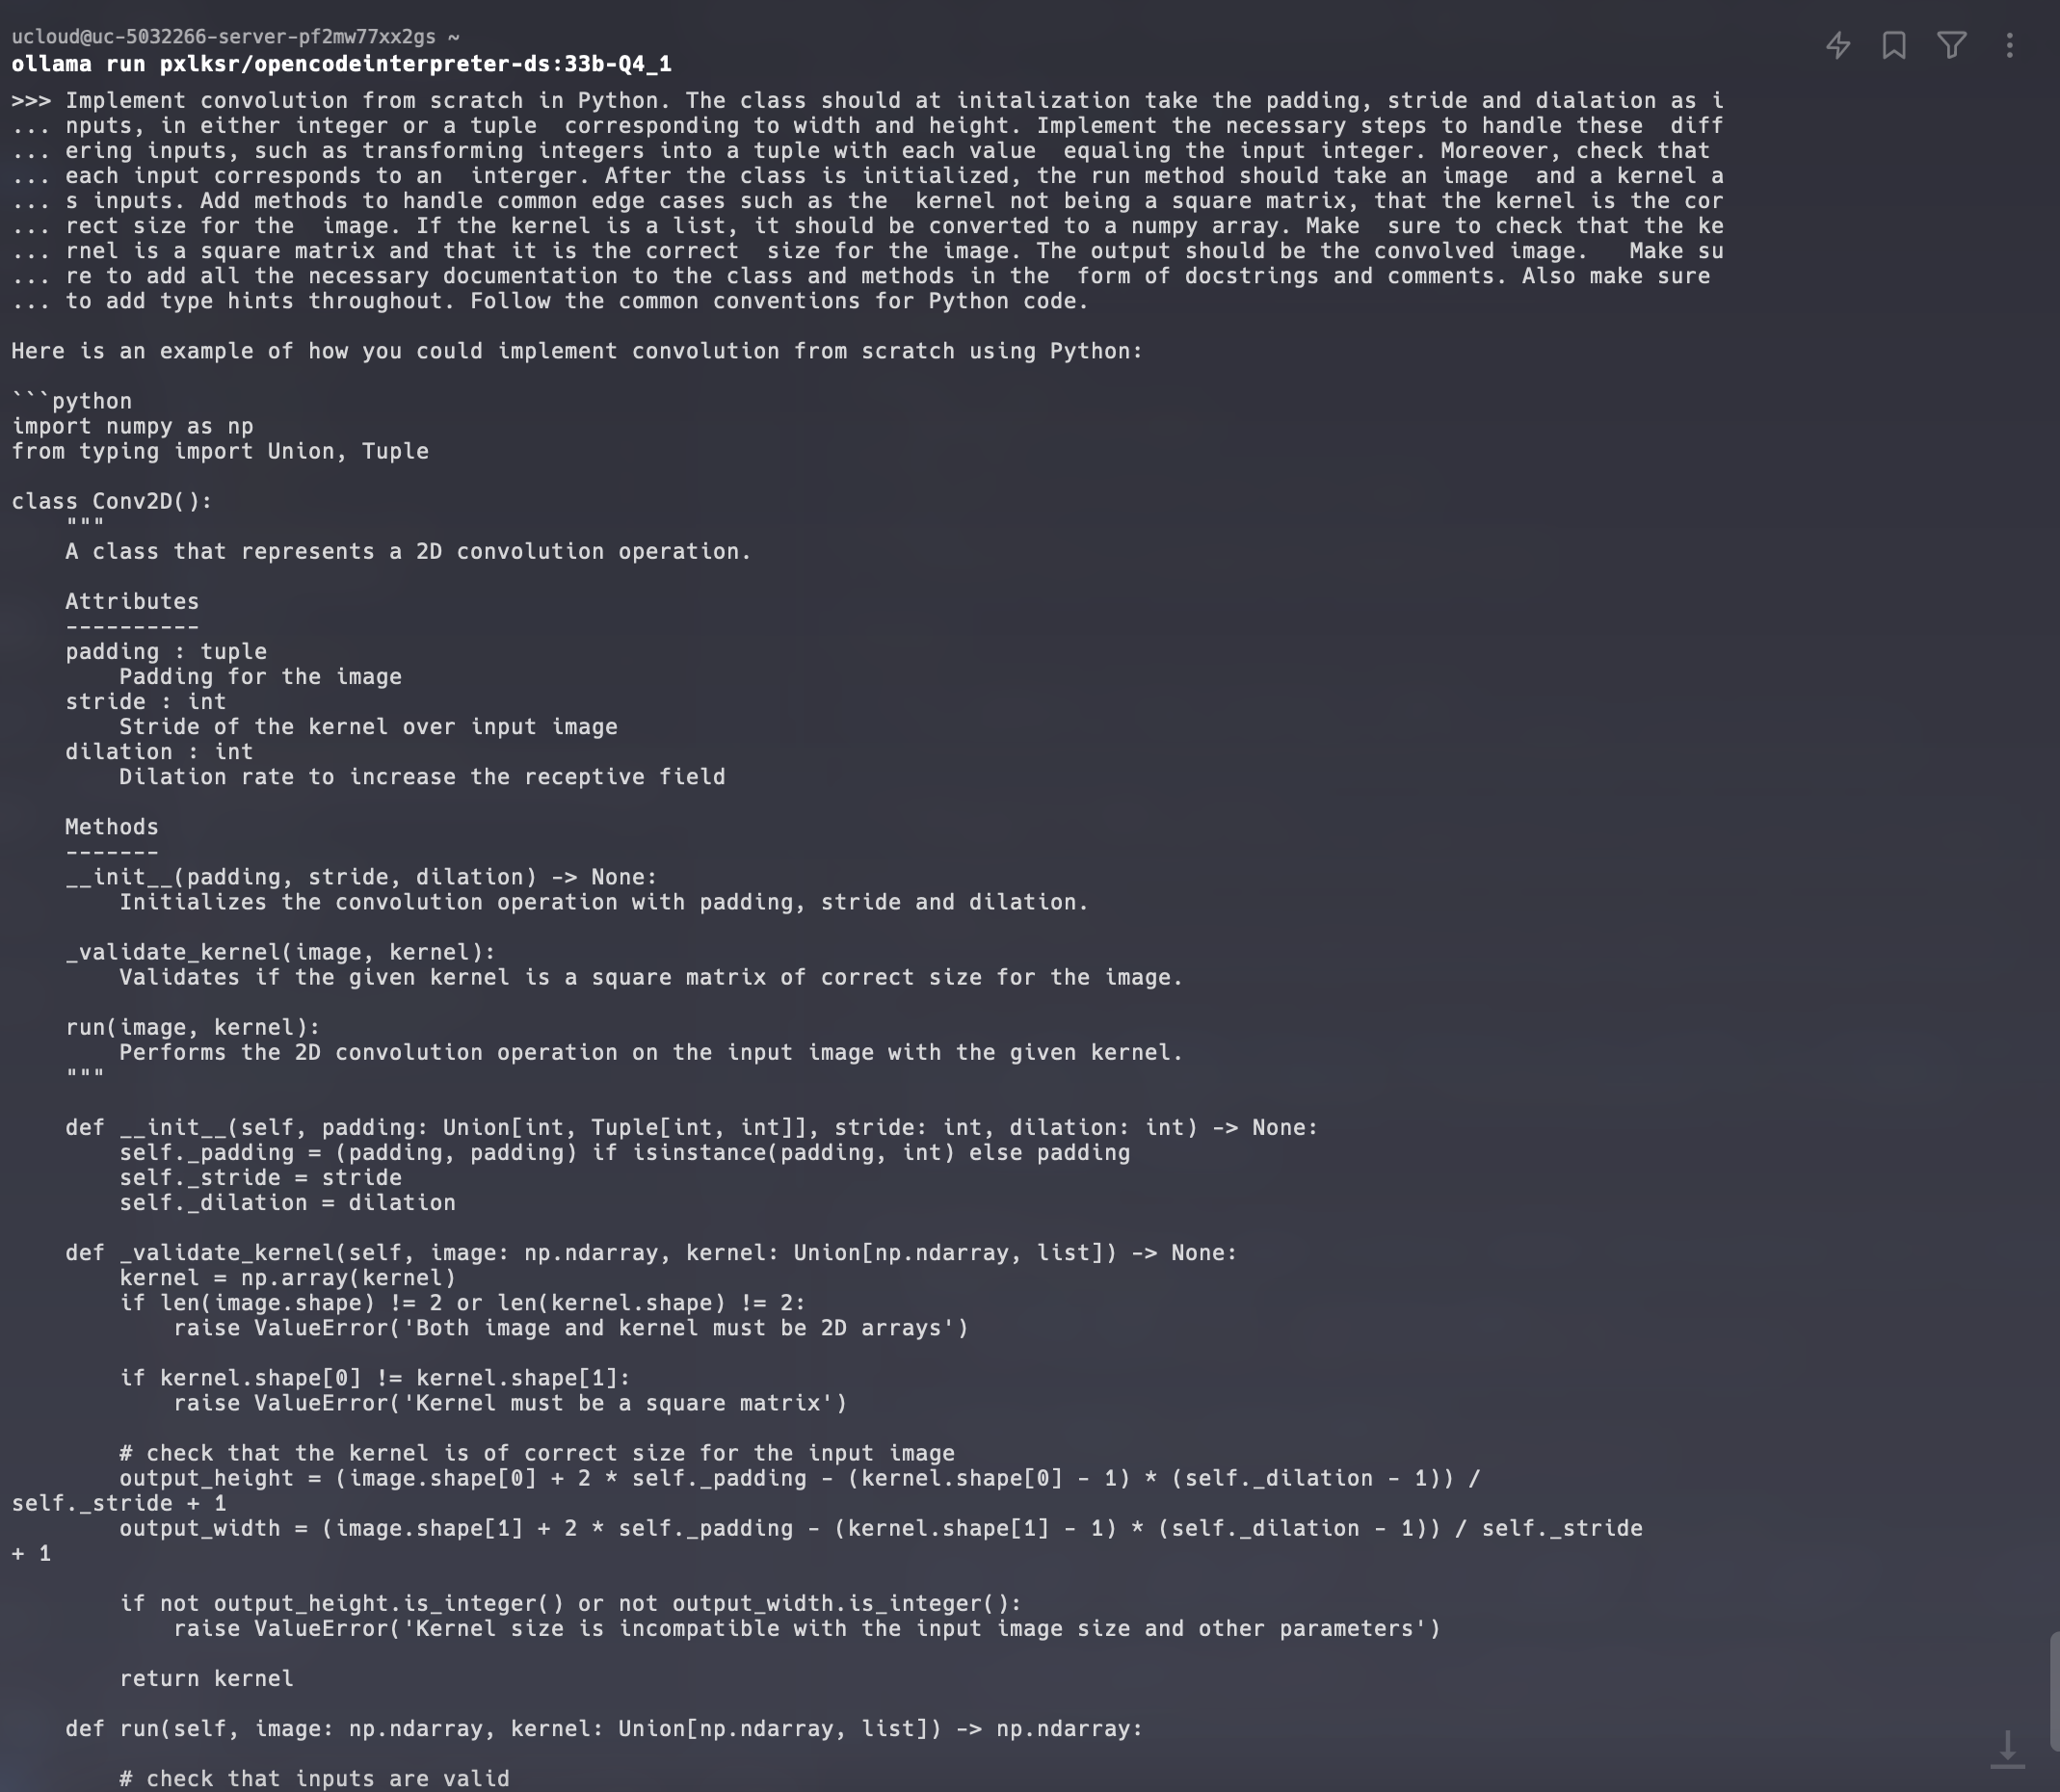 ucloud@uc-5032266-server-pf2mw77xx2gs ~
ollama run pxlksr/opencodeinterpreter-ds:33b-Q4_1
>>> Implement convolution from scratch in Python. The class should at initalization take the padding, stride and dialation as i
... nputs, in either integer or a tuple  corresponding to width and height. Implement the necessary steps to handle these  diff
... ering inputs, such as transforming integers into a tuple with each value  equaling the input integer. Moreover, check that
... each input corresponds to an  interger. After the class is initialized, the run method should take an image  and a kernel a
... s inputs. Add methods to handle common edge cases such as the  kernel not being a square matrix, that the kernel is the cor
... rect size for the  image. If the kernel is a list, it should be converted to a numpy array. Make  sure to check that the ke
... rnel is a square matrix and that it is the correct  size for the image. The output should be the convolved image.   Make su
... re to add all the necessary documentation to the class and methods in the  form of docstrings and comments. Also make sure
... to add type hints throughout. Follow the common conventions for Python code.

Here is an example of how you could implement convolution from scratch using Python:

```python
import numpy as np
from typing import Union, Tuple

class Conv2D():
    """
    A class that represents a 2D convolution operation.

    Attributes
    ----------
    padding : tuple
        Padding for the image
    stride : int
        Stride of the kernel over input image
    dilation : int
        Dilation rate to increase the receptive field

    Methods
    -------
    __init__(padding, stride, dilation) -> None:
        Initializes the convolution operation with padding, stride and dilation.

    _validate_kernel(image, kernel):
        Validates if the given kernel is a square matrix of correct size for the image.

    run(image, kernel):
        Performs the 2D convolution operation on the input image with the given kernel.
    """

    def __init__(self, padding: Union[int, Tuple[int, int]], stride: int, dilation: int) -> None:
        self._padding = (padding, padding) if isinstance(padding, int) else padding
        self._stride = stride
        self._dilation = dilation

    def _validate_kernel(self, image: np.ndarray, kernel: Union[np.ndarray, list]) -> None:
        kernel = np.array(kernel)
        if len(image.shape) != 2 or len(kernel.shape) != 2:
            raise ValueError('Both image and kernel must be 2D arrays')

        if kernel.shape[0] != kernel.shape[1]:
            raise ValueError('Kernel must be a square matrix')

        # check that the kernel is of correct size for the input image
        output_height = (image.shape[0] + 2 * self._padding - (kernel.shape[0] - 1) * (self._dilation - 1)) /
self._stride + 1
        output_width = (image.shape[1] + 2 * self._padding - (kernel.shape[1] - 1) * (self._dilation - 1)) / self._stride
+ 1

        if not output_height.is_integer() or not output_width.is_integer():
            raise ValueError('Kernel size is incompatible with the input image size and other parameters')

        return kernel

    def run(self, image: np.ndarray, kernel: Union[np.ndarray, list]) -> np.ndarray:

        # check that inputs are valid